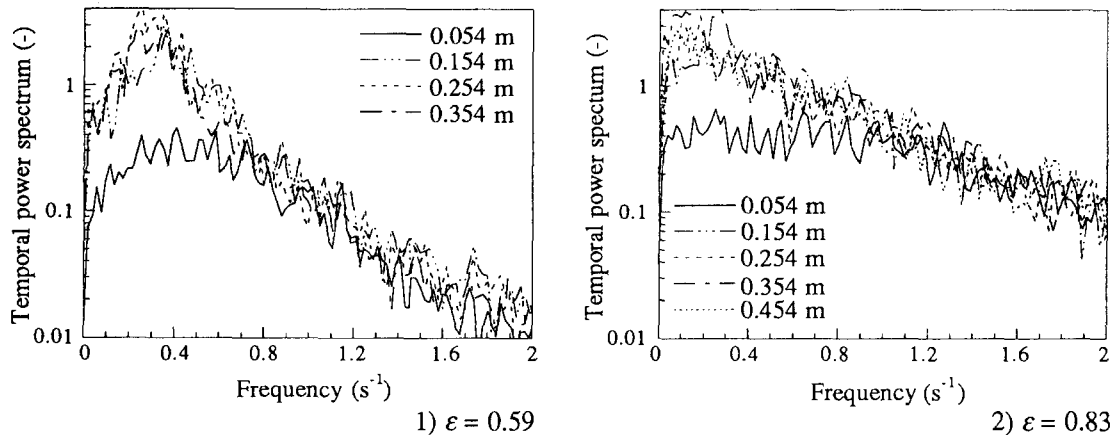 Temporal power spectrum (-)
1
0.1
0.01
0.054 m
0.154 m
0.254 m
0.354 m
0 0.4 0.8 1.2 1.6 2
Frequency (s⁻¹)
1) ε = 0.59
Temporal power spectrum (-)
1
0.1
0.01
0.054 m
0.154 m
0.254 m
0.354 m
0.454 m
0 0.4 0.8 1.2 1.6 2
Frequency (s⁻¹)
2) ε = 0.83